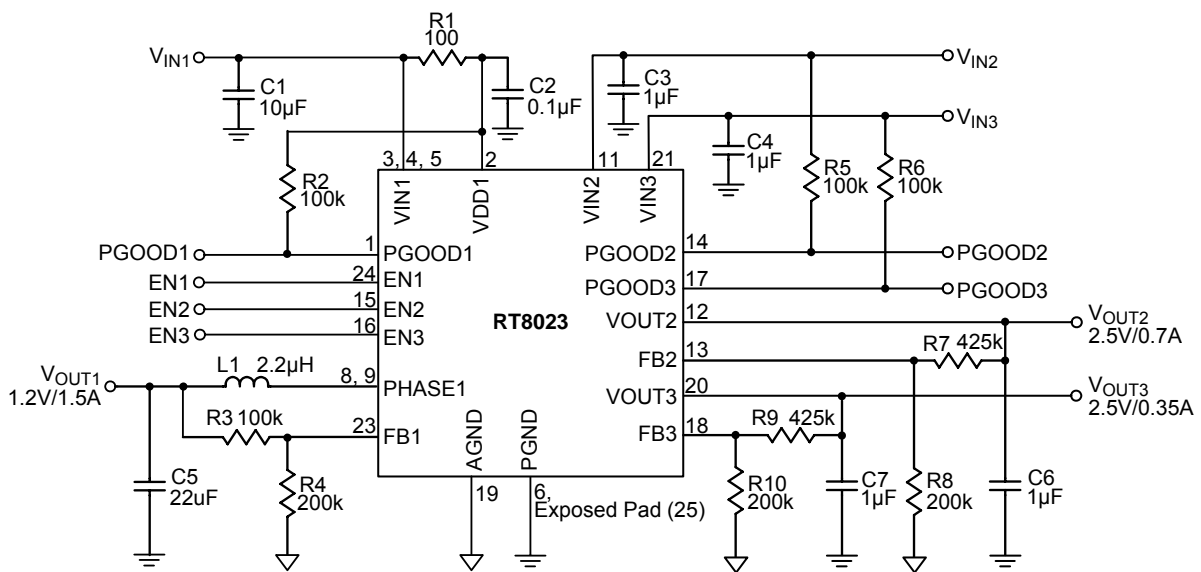 R1
100
VIN1
C1
10µF
C2
0.1µF
C3
1µF
VIN2
VIN3
C4
1µF
3, 4, 5
2
11
21
R2
100k
R5
100k
R6
100k
VIN1
VDD1
VIN2
VIN3
PGOOD1
1
PGOOD1
PGOOD2
14
PGOOD2
EN1
24
EN1
PGOOD3
17
PGOOD3
EN2
15
EN2
RT8023
VOUT2
12
VOUT2
2.5V/0.7A
EN3
16
EN3
FB2
13
R7
425k
VOUT1
1.2V/1.5A
L1
2.2µH
8, 9
PHASE1
VOUT3
20
VOUT3
2.5V/0.35A
R3
100k
23
FB1
FB3
18
R9
425k
AGND
PGND
C5
22uF
R4
200k
19
6,
Exposed Pad (25)
R10
200k
C7
1µF
R8
200k
C6
1µF